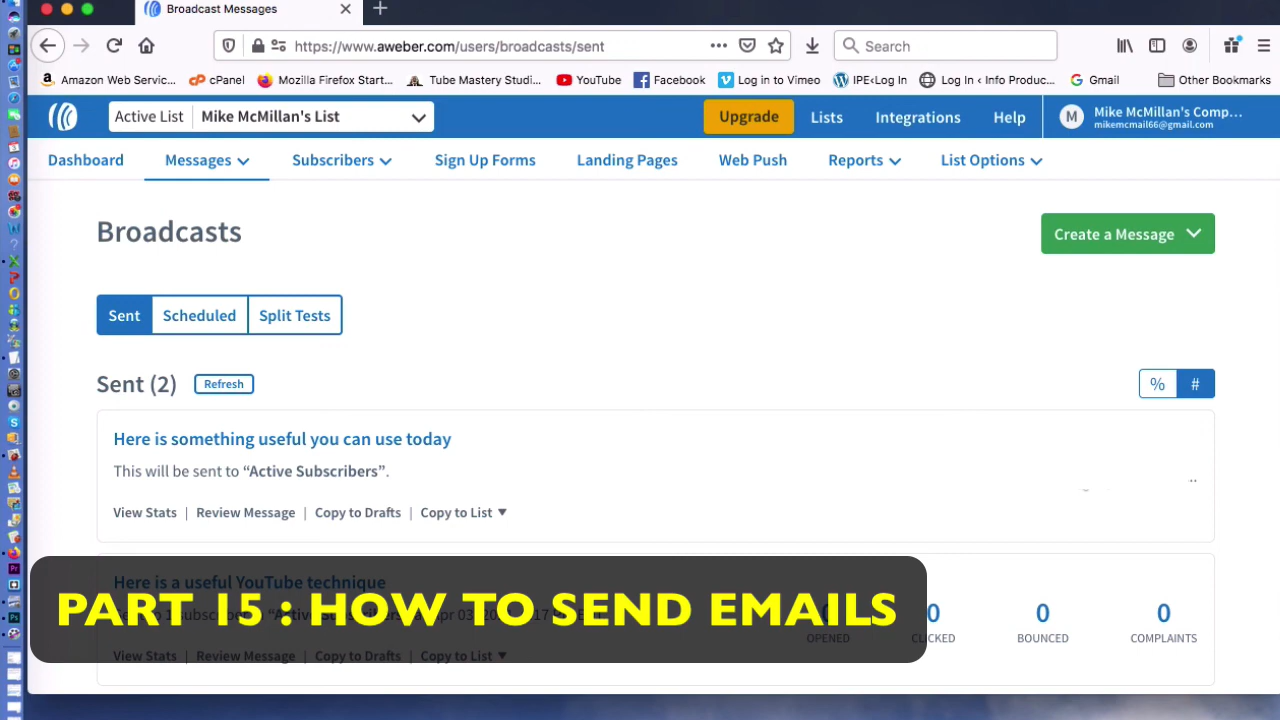 Broadcast Messages
https://www.aweber.com/users/broadcasts/sent
Search
Amazon Web Servic...
cPanel
Mozilla Firefox Start...
Tube Mastery Studi...
YouTube
Facebook
Log in to Vimeo
IPE<Log In
Log In < Info Produc...
Gmail
Other Bookmarks
Active List
Mike McMillan's List
Upgrade
Lists
Integrations
Help
M
Mike McMillan's Comp...
mikemcmail66@gmail.com
Dashboard
Messages
Subscribers
Sign Up Forms
Landing Pages
Web Push
Reports
List Options
Broadcasts
Create a Message
Sent
Scheduled
Split Tests
Sent (2)
Refresh
%
#
Here is something useful you can use today
This will be sent to “Active Subscribers”.
View Stats | Review Message | Copy to Drafts | Copy to List
Here is a useful YouTube technique
PART 15 : HOW TO SEND EMAILS
0
0
0
OPENED
CLICKED
BOUNCED
COMPLAINTS
View Stats | Review Message | Copy to Drafts | Copy to List